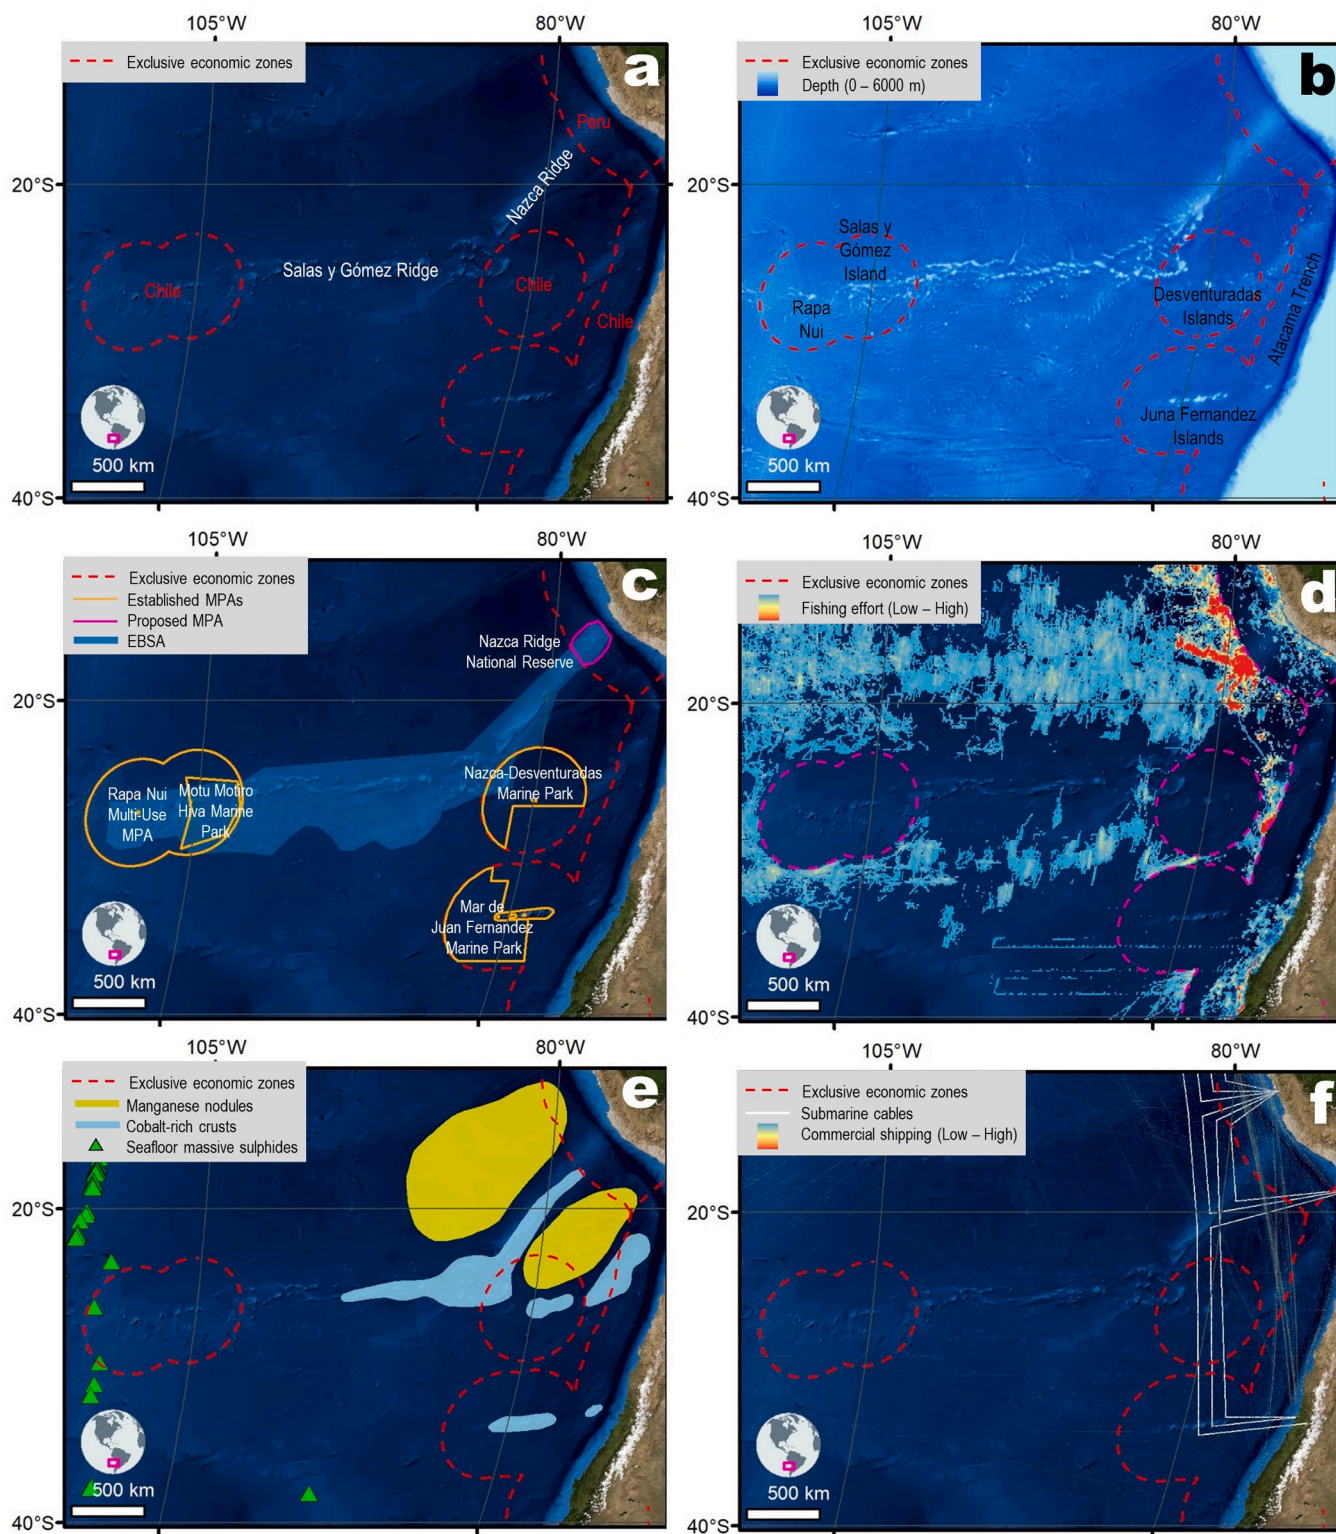 105°W
80°W
Exclusive economic zones
a
Peru
Nazca Ridge
20°S
Salas y Gómez Ridge
Chile
Chile
Chile
500 km
40°S
105°W
80°W
Exclusive economic zones
Depth (0 – 6000 m)
b
20°S
Salas y
Gómez
Island
Rapa
Nui
Desventuradas
Islands
Atacama Trench
Juna Fernandez
Islands
500 km
40°S
105°W
80°W
Exclusive economic zones
Established MPAs
Proposed MPA
EBSA
c
Nazca Ridge
National Reserve
20°S
Rapa Nui
Multi-Use
MPA
Motu Motiro
Hiva Marine
Park
Nazca-Desventuradas
Marine Park
Mar de
Juan Fernandez
Marine Park
500 km
40°S
105°W
80°W
Exclusive economic zones
Fishing effort (Low – High)
d
20°S
500 km
40°S
105°W
80°W
Exclusive economic zones
Manganese nodules
Cobalt-rich crusts
Seafloor massive sulphides
e
20°S
500 km
40°S
105°W
80°W
Exclusive economic zones
Submarine cables
Commercial shipping (Low – High)
f
20°S
500 km
40°S